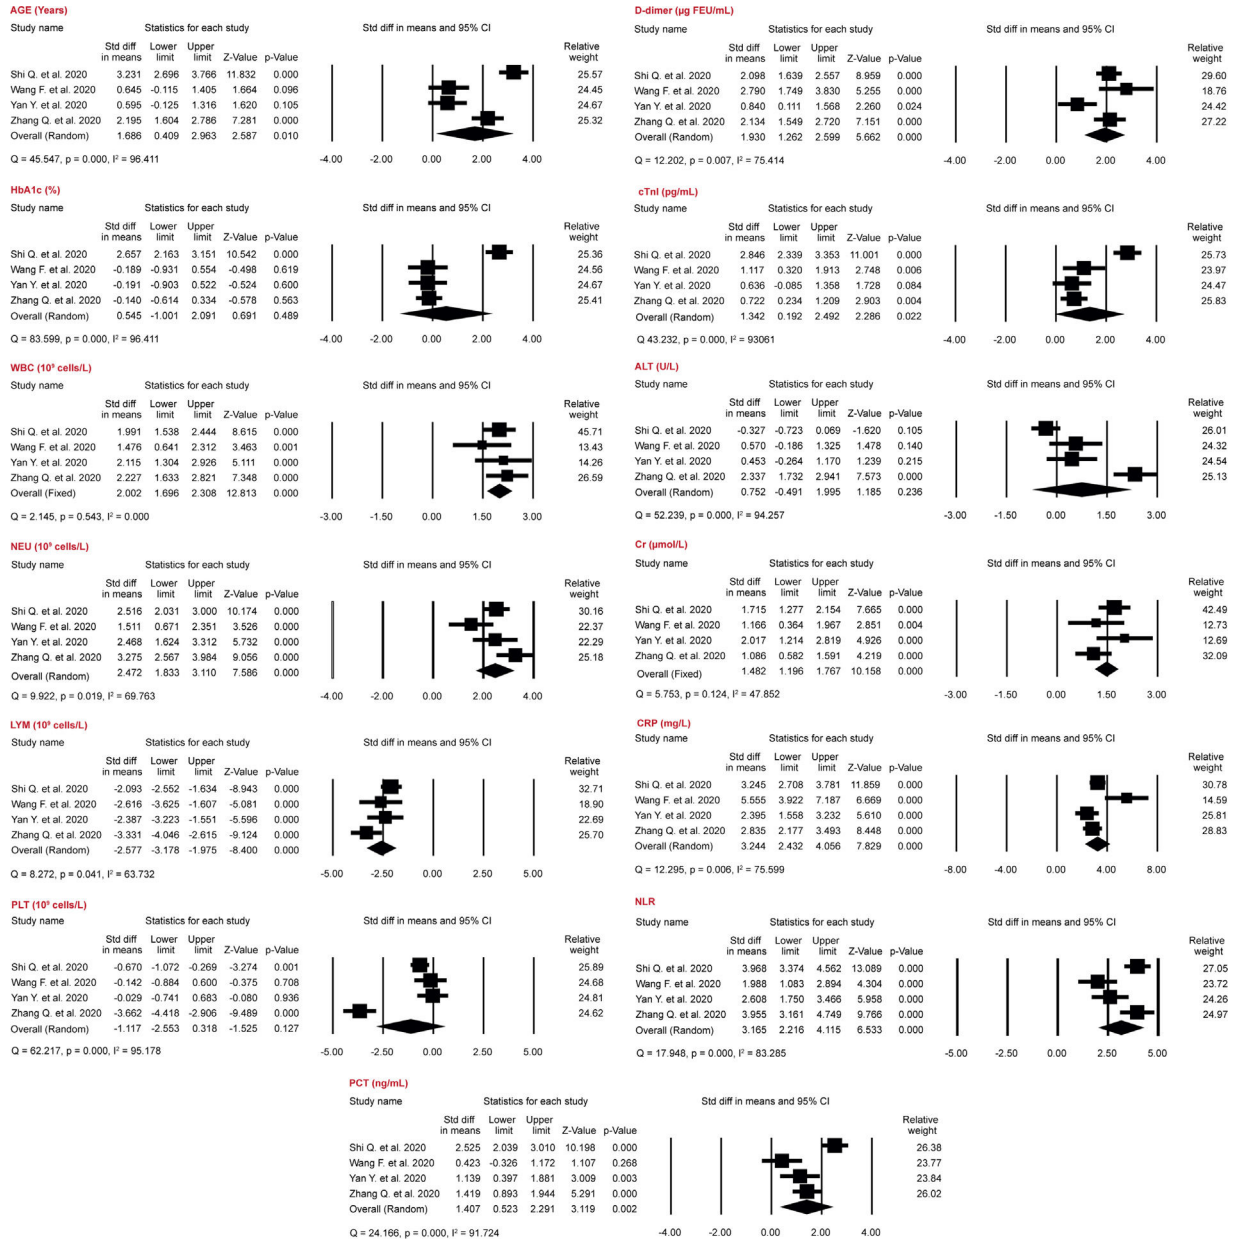 AGE (Years)
Study name Statistics for each study Std diff in means and 95% CI
Std diff in means Lower limit Upper limit Z-Value p-Value Relative weight
Shi Q. et al. 2020 3.231 2.696 3.766 11.832 0.000 25.57
Wang F. et al. 2020 0.645 -0.115 1.405 1.664 0.096 24.45
Yan Y. et al. 2020 0.595 -0.125 1.316 1.620 0.105 24.67
Zhang Q. et al. 2020 2.195 1.604 2.786 7.281 0.000 25.32
Overall (Random) 1.686 0.409 2.963 2.587 0.010
Q = 45.547, p = 0.000, I² = 96.411
-4.00 -2.00 0.00 2.00 4.00
HbA1c (%)
Study name Statistics for each study Std diff in means and 95% CI
Std diff in means Lower limit Upper limit Z-Value p-Value Relative weight
Shi Q. et al. 2020 2.657 2.163 3.151 10.542 0.000 25.36
Wang F. et al. 2020 -0.189 -0.931 0.554 -0.498 0.619 24.56
Yan Y. et al. 2020 -0.191 -0.903 0.522 -0.524 0.600 24.67
Zhang Q. et al. 2020 -0.140 -0.614 0.334 -0.578 0.563 25.41
Overall (Random) 0.545 -1.001 2.091 0.691 0.489
Q = 83.599, p = 0.000, I² = 96.411
-4.00 -2.00 0.00 2.00 4.00
WBC (10⁹ cells/L)
Study name Statistics for each study Std diff in means and 95% CI
Std diff in means Lower limit Upper limit Z-Value p-Value Relative weight
Shi Q. et al. 2020 1.991 1.538 2.444 8.615 0.000 45.71
Wang F. et al. 2020 1.476 0.641 2.312 3.463 0.001 13.43
Yan Y. et al. 2020 2.115 1.304 2.926 5.111 0.000 14.26
Zhang Q. et al. 2020 2.227 1.633 2.821 7.348 0.000 26.59
Overall (Fixed) 2.002 1.696 2.308 12.813 0.000
Q = 2.145, p = 0.543, I² = 0.000
-3.00 -1.50 0.00 1.50 3.00
NEU (10⁹ cells/L)
Study name Statistics for each study Std diff in means and 95% CI
Std diff in means Lower limit Upper limit Z-Value p-Value Relative weight
Shi Q. et al. 2020 2.516 2.031 3.000 10.174 0.000 30.16
Wang F. et al. 2020 1.511 0.671 2.351 3.526 0.000 22.37
Yan Y. et al. 2020 2.468 1.624 3.312 5.732 0.000 22.29
Zhang Q. et al. 2020 3.275 2.567 3.984 9.056 0.000 25.18
Overall (Random) 2.472 1.833 3.110 7.586 0.000
Q = 9.922, p = 0.019, I² = 69.763
-4.00 -2.00 0.00 2.00 4.00
LYM (10⁹ cells/L)
Study name Statistics for each study Std diff in means and 95% CI
Std diff in means Lower limit Upper limit Z-Value p-Value Relative weight
Shi Q. et al. 2020 -2.093 -2.552 -1.634 -8.943 0.000 32.71
Wang F. et al. 2020 -2.616 -3.625 -1.607 -5.081 0.000 18.90
Yan Y. et al. 2020 -2.387 -3.223 -1.551 -5.596 0.000 22.69
Zhang Q. et al. 2020 -3.331 -4.046 -2.615 -9.124 0.000 25.70
Overall (Random) -2.577 -3.178 -1.975 -8.400 0.000
Q = 8.272, p = 0.041, I² = 63.732
-5.00 -2.50 0.00 2.50 5.00
PLT (10⁹ cells/L)
Study name Statistics for each study Std diff in means and 95% CI
Std diff in means Lower limit Upper limit Z-Value p-Value Relative weight
Shi Q. et al. 2020 -0.670 -1.072 -0.269 -3.274 0.001 25.89
Wang F. et al. 2020 -0.142 -0.884 0.600 -0.375 0.708 24.68
Yan Y. et al. 2020 -0.029 -0.741 0.683 -0.080 0.936 24.81
Zhang Q. et al. 2020 -3.662 -4.418 -2.906 -9.489 0.000 24.62
Overall (Random) -1.117 -2.553 0.318 -1.525 0.127
Q = 62.217, p = 0.000, I² = 95.178
-5.00 -2.50 0.00 2.50 5.00
D-dimer (µg FEU/mL)
Study name Statistics for each study Std diff in means and 95% CI
Std diff in means Lower limit Upper limit Z-Value p-Value Relative weight
Shi Q. et al. 2020 2.098 1.639 2.557 8.959 0.000 29.60
Wang F. et al. 2020 2.790 1.749 3.830 5.255 0.000 18.76
Yan Y. et al. 2020 0.840 0.111 1.568 2.260 0.024 24.42
Zhang Q. et al. 2020 2.134 1.549 2.720 7.151 0.000 27.22
Overall (Random) 1.930 1.262 2.599 5.662 0.000
Q = 12.202, p = 0.007, I² = 75.414
-4.00 -2.00 0.00 2.00 4.00
cTnI (pg/mL)
Study name Statistics for each study Std diff in means and 95% CI
Std diff in means Lower limit Upper limit Z-Value p-Value Relative weight
Shi Q. et al. 2020 2.846 2.339 3.353 11.001 0.000 25.73
Wang F. et al. 2020 1.117 0.320 1.913 2.748 0.006 23.97
Yan Y. et al. 2020 0.636 -0.085 1.358 1.728 0.084 24.47
Zhang Q. et al. 2020 0.722 0.234 1.209 2.903 0.004 25.83
Overall (Random) 1.342 0.192 2.492 2.286 0.022
Q 43.232, p = 0.000, I² = 93061
-4.00 -2.00 0.00 2.00 4.00
ALT (U/L)
Study name Statistics for each study Std diff in means and 95% CI
Std diff in means Lower limit Upper limit Z-Value p-Value Relative weight
Shi Q. et al. 2020 -0.327 -0.723 0.069 -1.620 0.105 26.01
Wang F. et al. 2020 0.570 -0.186 1.325 1.478 0.140 24.32
Yan Y. et al. 2020 0.453 -0.264 1.170 1.239 0.215 24.54
Zhang Q. et al. 2020 2.337 1.732 2.941 7.573 0.000 25.13
Overall (Random) 0.752 -0.491 1.995 1.185 0.236
Q = 52.239, p = 0.000, I² = 94.257
-3.00 -1.50 0.00 1.50 3.00
Cr (µmol/L)
Study name Statistics for each study Std diff in means and 95% CI
Std diff in means Lower limit Upper limit Z-Value p-Value Relative weight
Shi Q. et al. 2020 1.715 1.277 2.154 7.665 0.000 42.49
Wang F. et al. 2020 1.166 0.364 1.967 2.851 0.004 12.73
Yan Y. et al. 2020 2.017 1.214 2.819 4.926 0.000 12.69
Zhang Q. et al. 2020 1.086 0.582 1.591 4.219 0.000 32.09
Overall (Fixed) 1.482 1.196 1.767 10.158 0.000
Q = 5.753, p = 0.124, I² = 47.852
-3.00 -1.50 0.00 1.50 3.00
CRP (mg/L)
Study name Statistics for each study Std diff in means and 95% CI
Std diff in means Lower limit Upper limit Z-Value p-Value Relative weight
Shi Q. et al. 2020 3.245 2.708 3.781 11.859 0.000 30.78
Wang F. et al. 2020 5.555 3.922 7.187 6.669 0.000 14.59
Yan Y. et al. 2020 2.395 1.558 3.232 5.610 0.000 25.81
Zhang Q. et al. 2020 2.835 2.177 3.493 8.448 0.000 28.83
Overall (Random) 3.244 2.432 4.056 7.829 0.000
Q = 12.295, p = 0.006, I² = 75.599
-8.00 -4.00 0.00 4.00 8.00
NLR
Study name Statistics for each study Std diff in means and 95% CI
Std diff in means Lower limit Upper limit Z-Value p-Value Relative weight
Shi Q. et al. 2020 3.968 3.374 4.562 13.089 0.000 27.05
Wang F. et al. 2020 1.988 1.083 2.894 4.304 0.000 23.72
Yan Y. et al. 2020 2.608 1.750 3.466 5.958 0.000 24.26
Zhang Q. et al. 2020 3.955 3.161 4.749 9.766 0.000 24.97
Overall (Random) 3.165 2.216 4.115 6.533 0.000
Q = 17.948, p = 0.000, I² = 83.285
-5.00 -2.50 0.00 2.50 5.00
PCT (ng/mL)
Study name Statistics for each study Std diff in means and 95% CI
Std diff in means Lower limit Upper limit Z-Value p-Value Relative weight
Shi Q. et al. 2020 2.525 2.039 3.010 10.198 0.000 26.38
Wang F. et al. 2020 0.423 -0.326 1.172 1.107 0.268 23.77
Yan Y. et al. 2020 1.139 0.397 1.881 3.009 0.003 23.84
Zhang Q. et al. 2020 1.419 0.893 1.944 5.291 0.000 26.02
Overall (Random) 1.407 0.523 2.291 3.119 0.002
Q = 24.166, p = 0.000, I² = 91.724
-4.00 -2.00 0.00 2.00 4.00